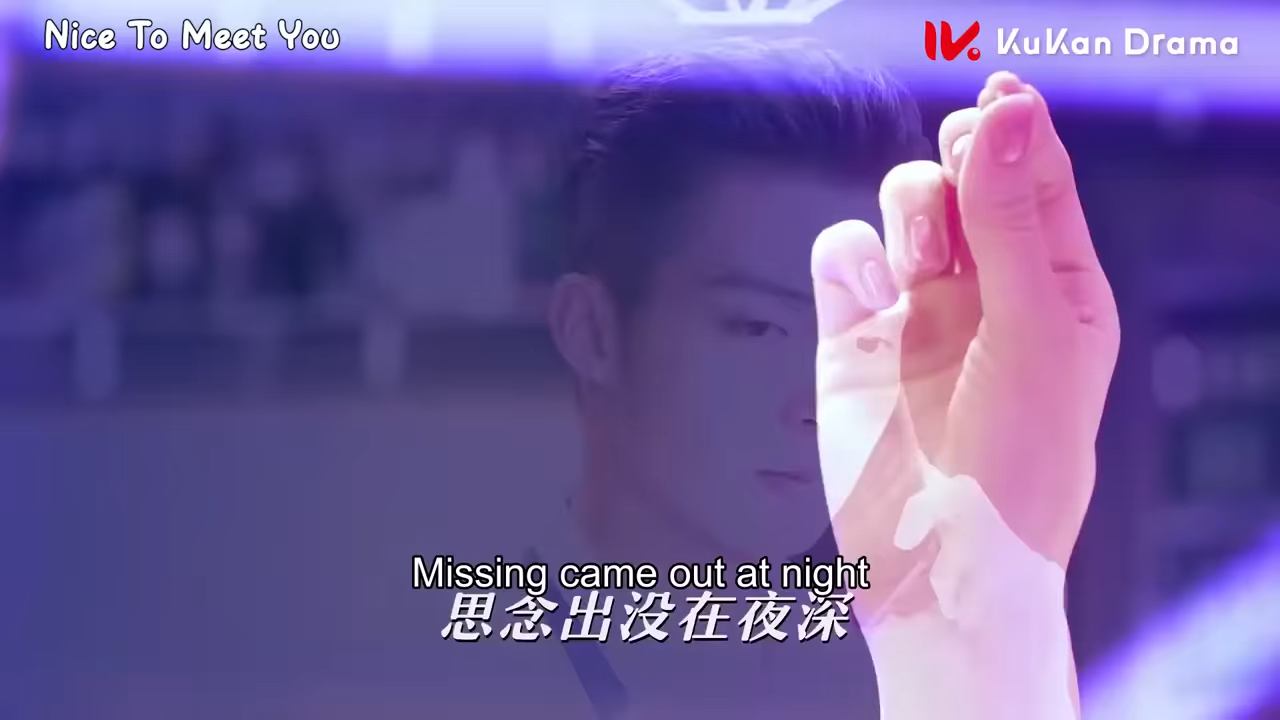 Nice To Meet You
KuKan Drama
Missing came out at night
思念出没在夜深